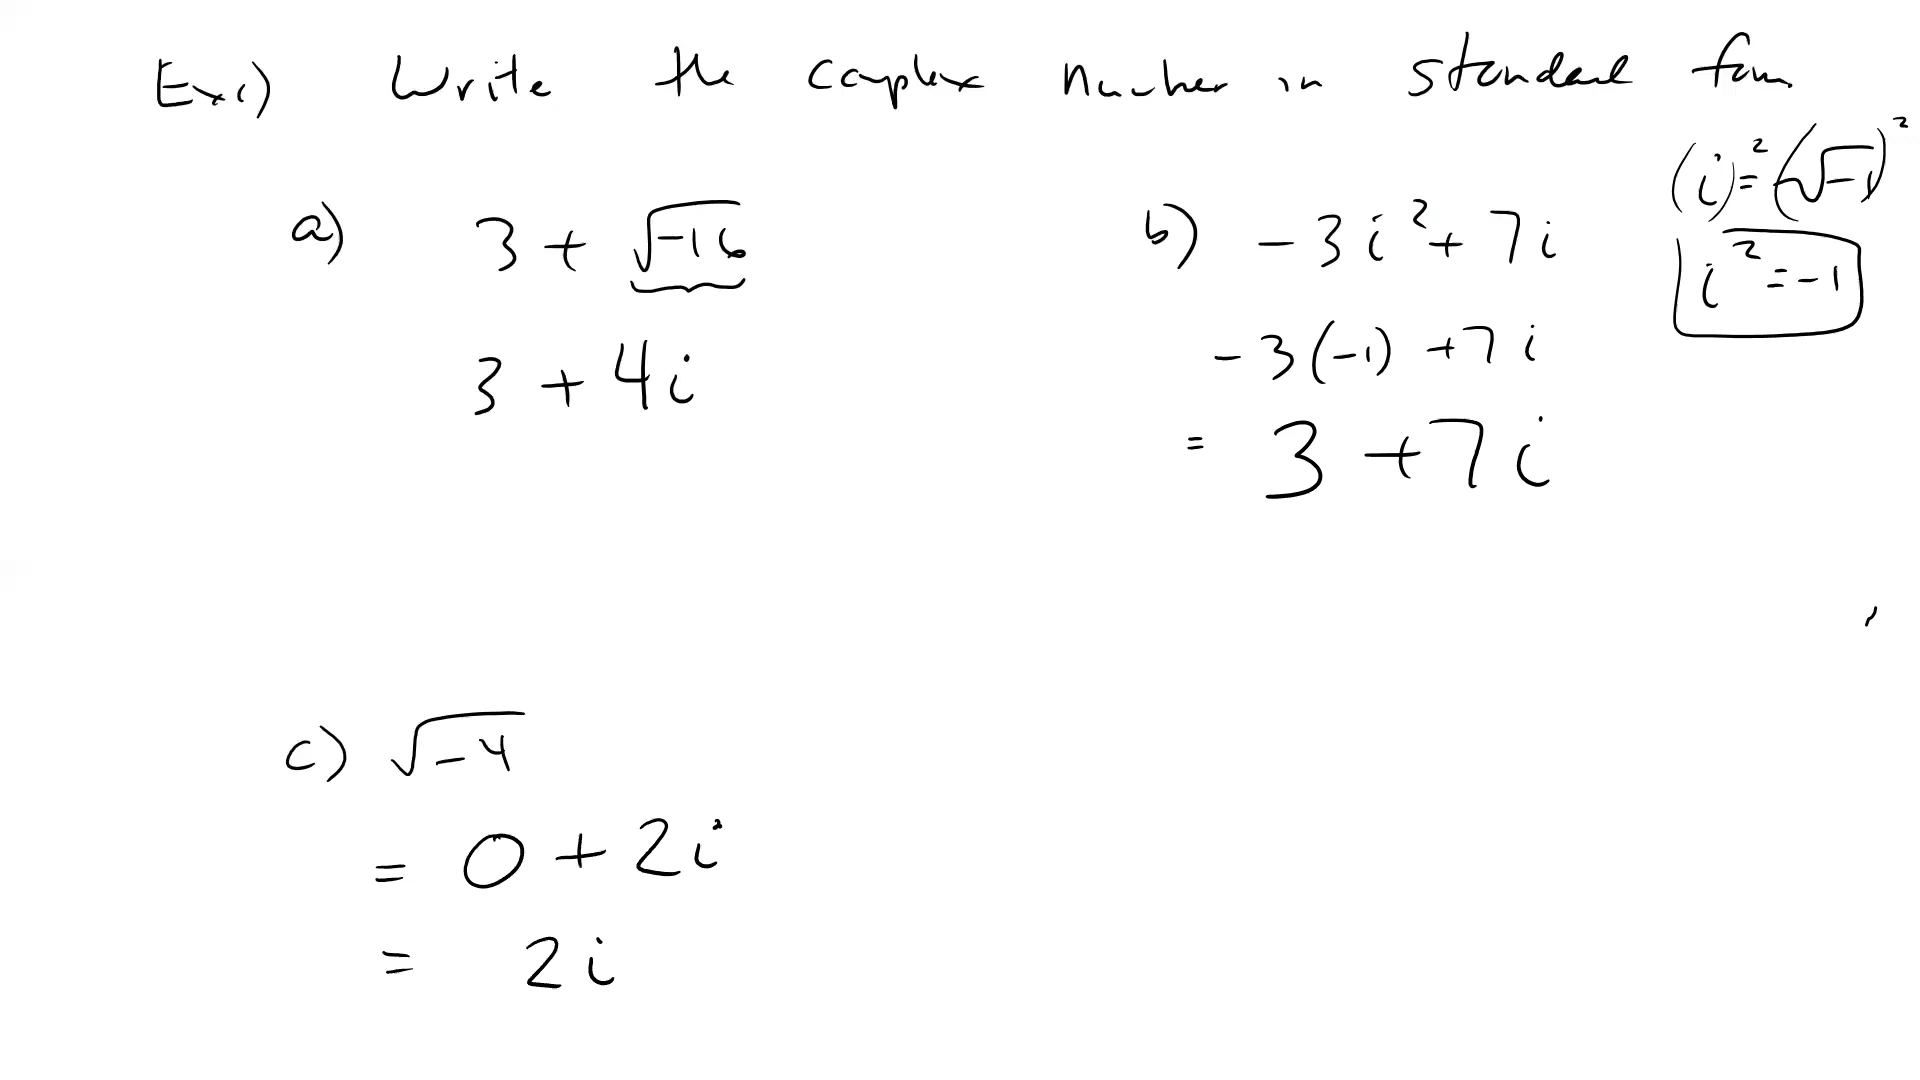 Ex1) Write the complex number in standard form
(i)² = (√-1)²
i² = -1
a) 3 + √-16
3 + 4i
b) -3i² + 7i
-3(-1) + 7i
= 3 + 7i
c) √-4
= 0 + 2i
= 2i